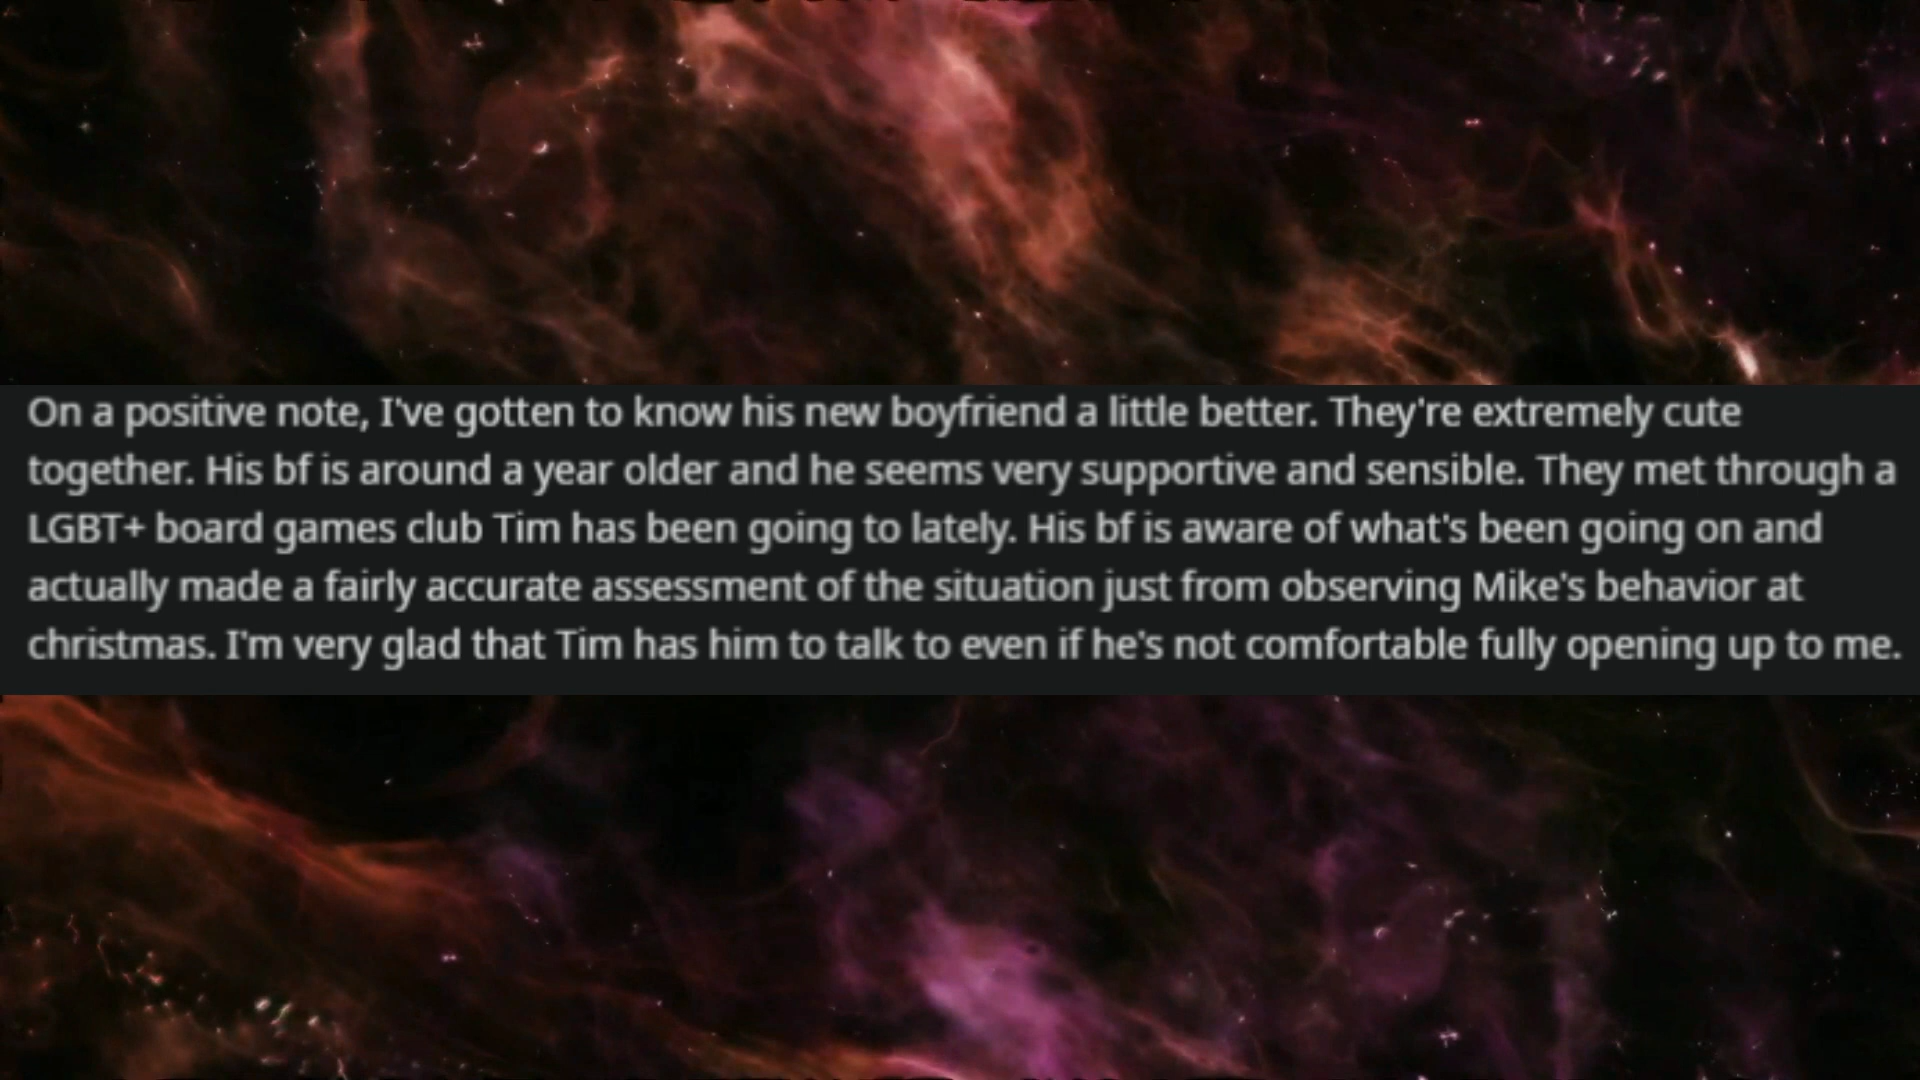 On a positive note, I've gotten to know his new boyfriend a little better. They're extremely cute
together. His bf is around a year older and he seems very supportive and sensible. They met through a
LGBT+ board games club Tim has been going to lately. His bf is aware of what's been going on and
actually made a fairly accurate assessment of the situation just from observing Mike's behavior at
christmas. I'm very glad that Tim has him to talk to even if he's not comfortable fully opening up to me.